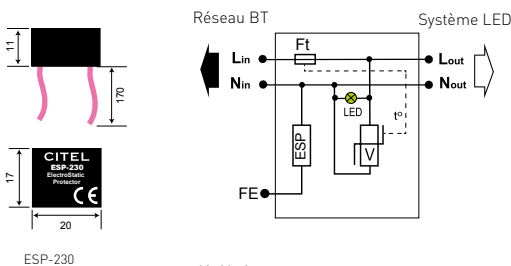 11
170
CITEL
ESP-230
ElectroStatic
Protector
CE
17
20
ESP-230
Réseau BT
Système LED
Ft
Lin
Lout
Nin
Nout
LED
t°
ESP
V
FE